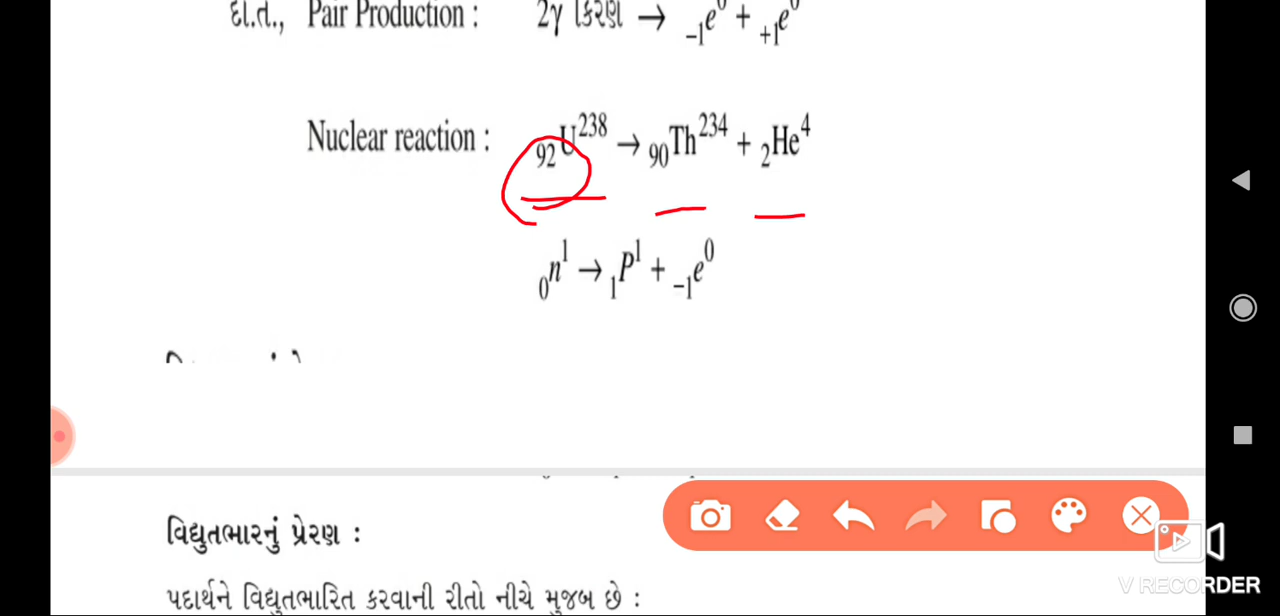 દા.ત., Pair Production : 2γ કિરણ → ₋₁e⁰ + ₊₁e⁰
Nuclear reaction : ₉₂U²³⁸ → ₉₀Th²³⁴ + ₂He⁴
₀n¹ → ₁P¹ + ₋₁e⁰
વિદ્યુતભારનું પ્રેરણ :
પદાર્થને વિદ્યુતભારિત કરવાની રીતો નીચે મુજબ છે :
V RECORDER